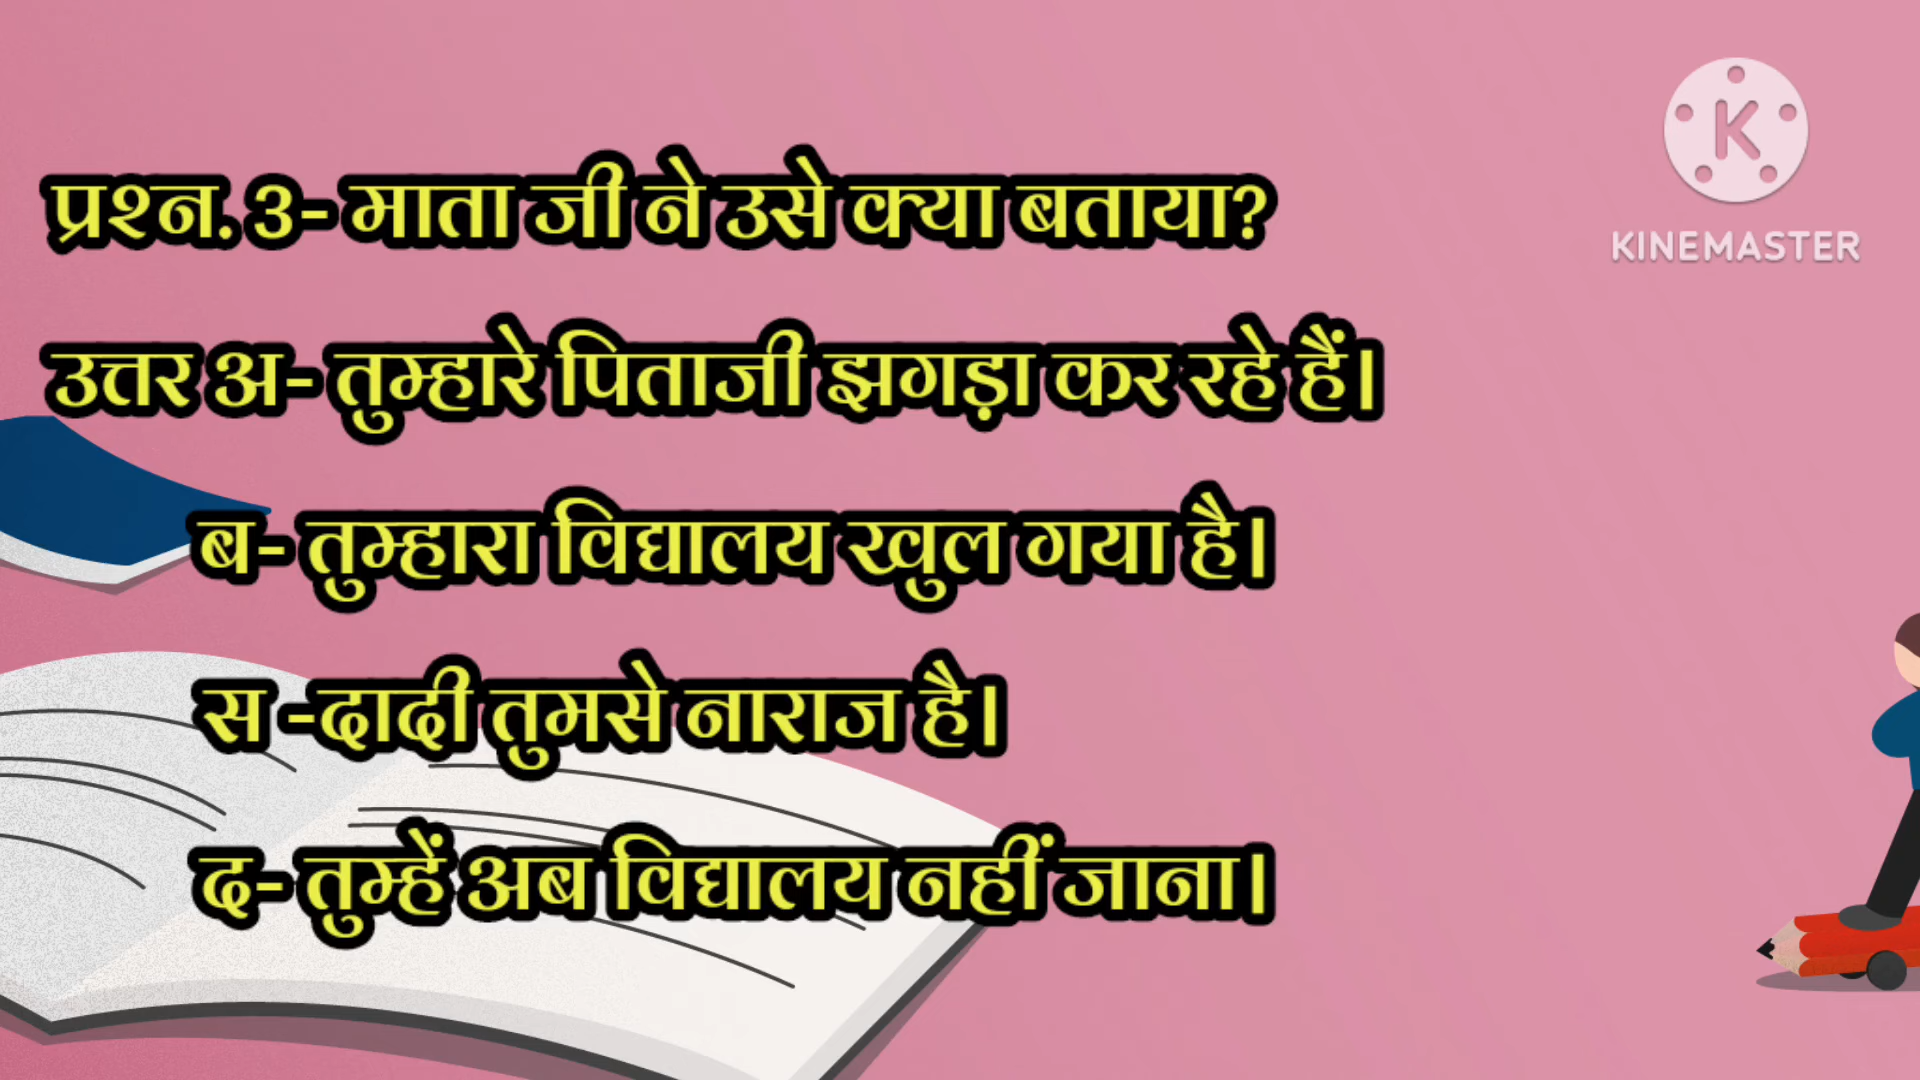 प्रश्न. 3- माता जी ने उसे क्या बताया?
उत्तर अ- तुम्हारे पिताजी झगड़ा कर रहे हैं।
ब- तुम्हारा विद्यालय खुल गया है।
स -दादी तुमसे नाराज है।
द- तुम्हें अब विद्यालय नहीं जाना।
K
KINEMASTER